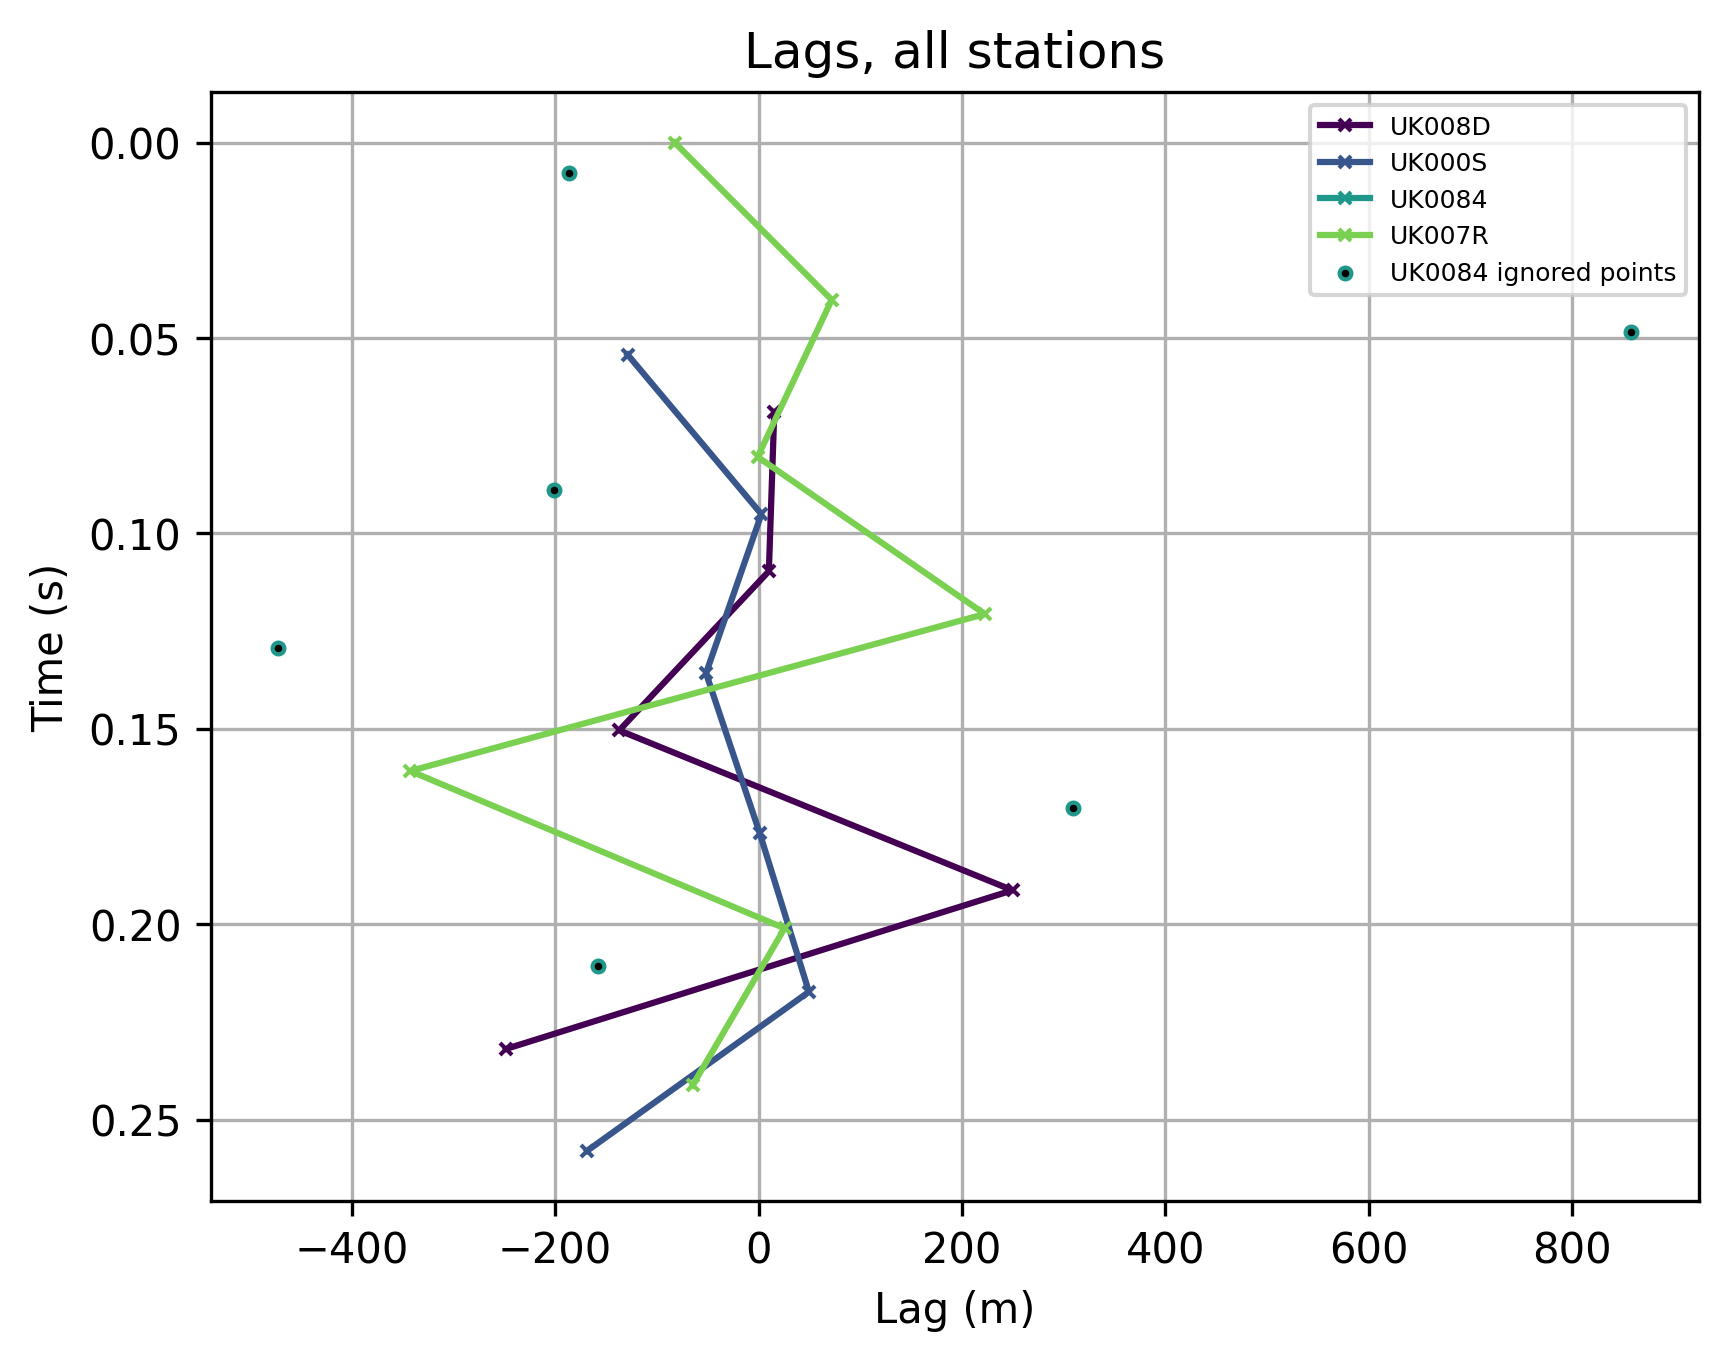 Lags, all stations
UK008D
UK000S
UK0084
UK007R
UK0084 ignored points
0.00
0.05
0.10
0.15
0.20
0.25
Time (s)
−400
−200
0
200
400
600
800
Lag (m)